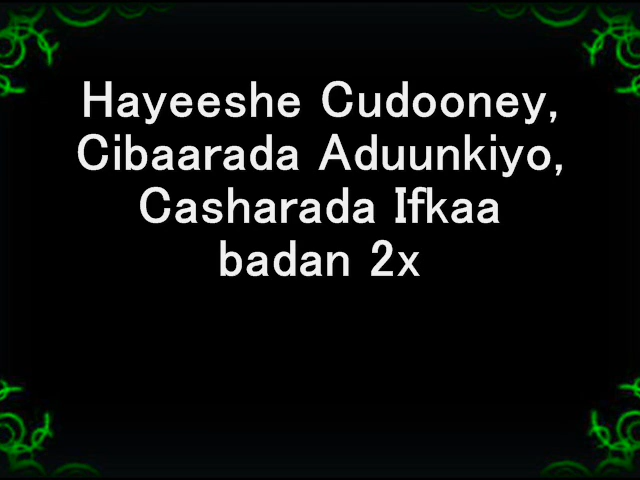 Hayeeshe Cudooney,
Cibaarada Aduunkiyo,
Casharada Ifkaa
badan 2x